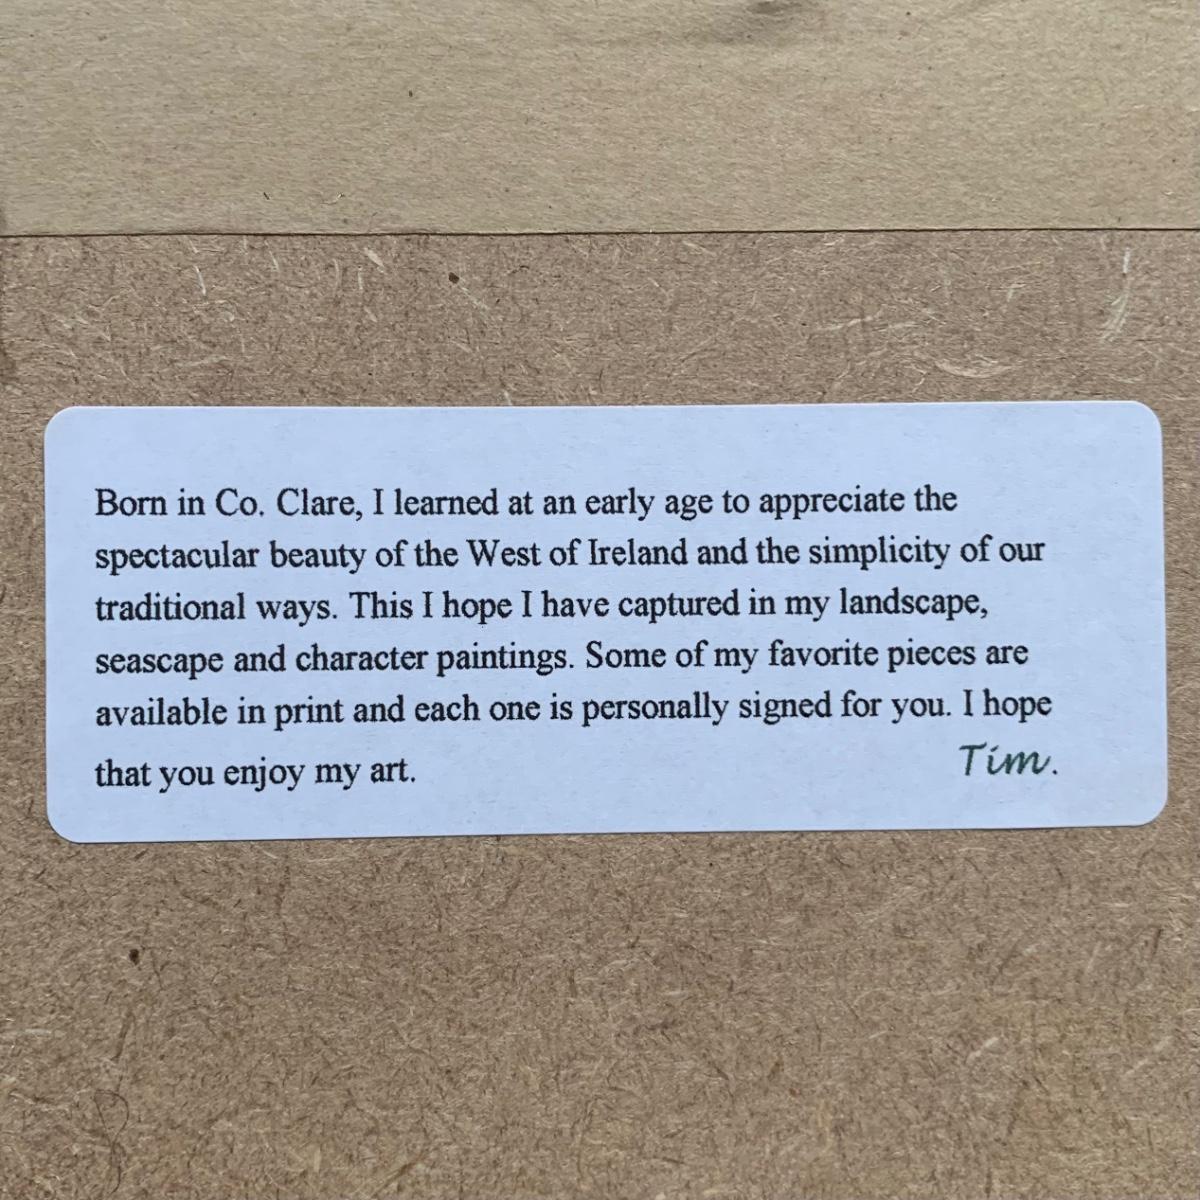 Born in Co. Clare, I learned at an early age to appreciate the
spectacular beauty of the West of Ireland and the simplicity of our
traditional ways. This I hope I have captured in my landscape,
seascape and character paintings. Some of my favorite pieces are
available in print and each one is personally signed for you. I hope
that you enjoy my art. Tim.